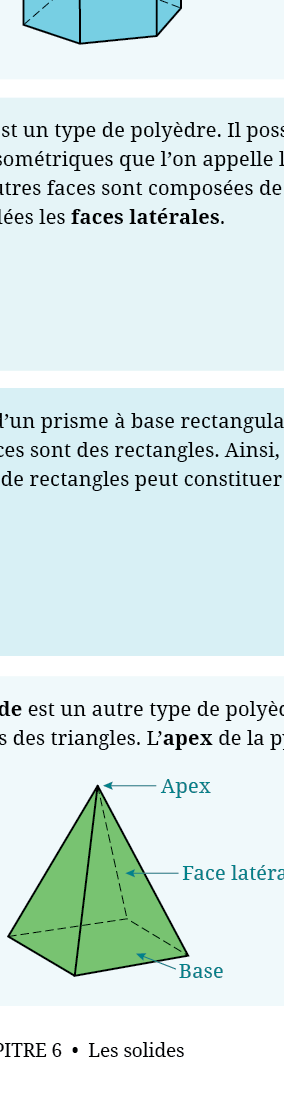 st un type de polyèdre. Il poss
sométriques que l’on appelle l
utres faces sont composées de
lées les faces latérales.
d’un prisme à base rectangula
ces sont des rectangles. Ainsi,
de rectangles peut constituer
de est un autre type de polyèd
s des triangles. L’apex de la p
Apex
Face latéra
Base
PITRE 6 • Les solides